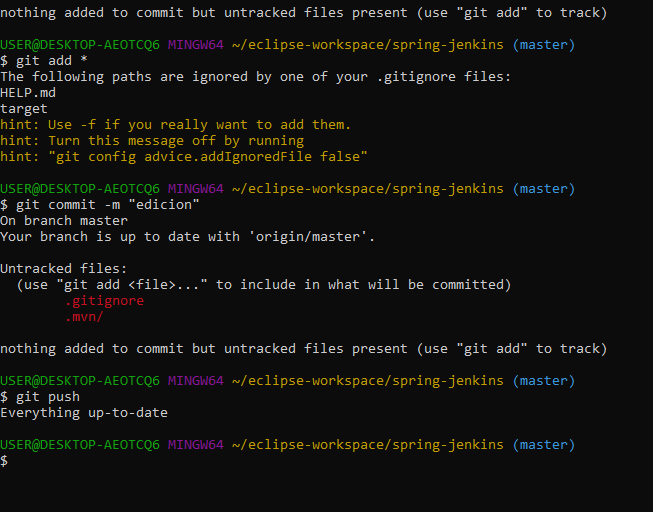 nothing added to commit but untracked files present (use "git add" to track)
USER@DESKTOP-AEOTCQ6 MINGW64 ~/eclipse-workspace/spring-jenkins (master)
$ git add *
The following paths are ignored by one of your .gitignore files:
HELP.md
target
hint: Use -f if you really want to add them.
hint: Turn this message off by running
hint: "git config advice.addIgnoredFile false"
USER@DESKTOP-AEOTCQ6 MINGW64 ~/eclipse-workspace/spring-jenkins (master)
$ git commit -m "edicion"
On branch master
Your branch is up to date with 'origin/master'.
Untracked files:
(use "git add <file>..." to include in what will be committed)
.gitignore
.mvn/
nothing added to commit but untracked files present (use "git add" to track)
USER@DESKTOP-AEOTCQ6 MINGW64 ~/eclipse-workspace/spring-jenkins (master)
$ git push
Everything up-to-date
USER@DESKTOP-AEOTCQ6 MINGW64 ~/eclipse-workspace/spring-jenkins (master)
$